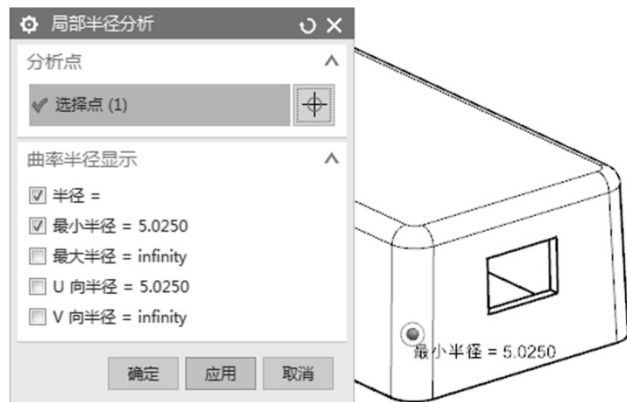 局部半径分析
分析点
选择点 (1)
曲率半径显示
半径 =
最小半径 = 5.0250
最大半径 = infinity
U 向半径 = 5.0250
V 向半径 = infinity
确定 应用 取消
最小半径 = 5.0250